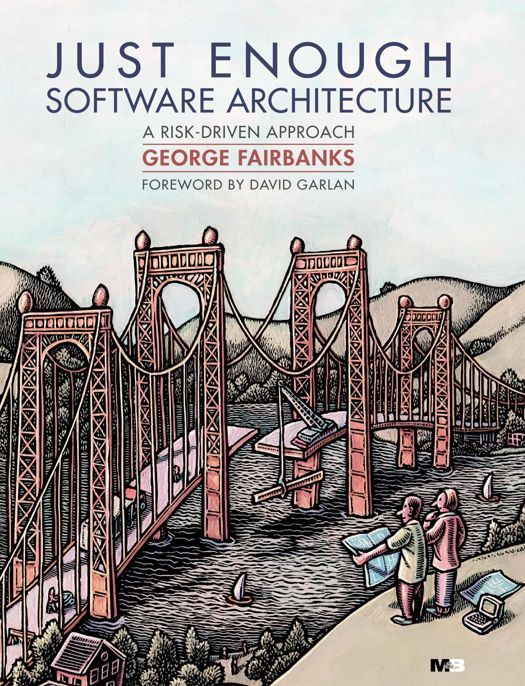 JUST ENOUGH
SOFTWARE ARCHITECTURE
A RISK-DRIVEN APPROACH
GEORGE FAIRBANKS
FOREWORD BY DAVID GARLAN
M&B